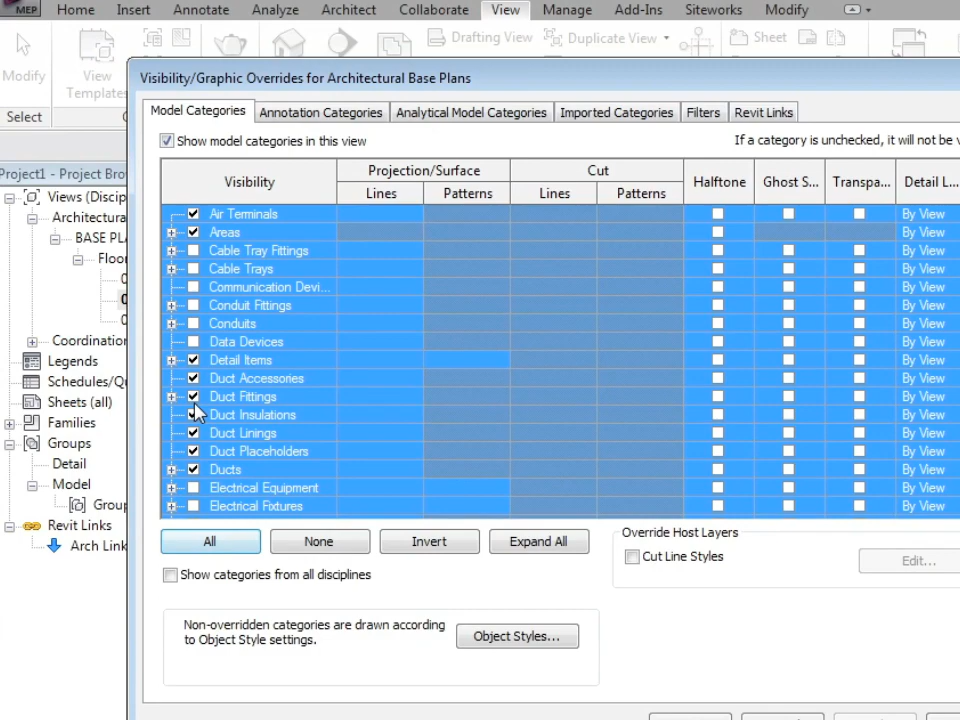 MEP Home Insert Annotate Analyze Architect Collaborate View Manage Add-Ins Siteworks Modify
Modify
View
Templates
Drafting View
Duplicate View
Sheet
Select
Visibility/Graphic Overrides for Architectural Base Plans
Model Categories Annotation Categories Analytical Model Categories Imported Categories Filters Revit Links
Show model categories in this view
If a category is unchecked, it will not be v
Visibility Projection/Surface Cut Halftone Ghost S... Transpa... Detail L...
Lines Patterns Lines Patterns
Air Terminals By View
Areas By View
Cable Tray Fittings By View
Cable Trays By View
Communication Devi... By View
Conduit Fittings By View
Conduits By View
Data Devices By View
Detail Items By View
Duct Accessories By View
Duct Fittings By View
Duct Insulations By View
Duct Linings By View
Duct Placeholders By View
Ducts By View
Electrical Equipment By View
Electrical Fixtures By View
All None Invert Expand All
Show categories from all disciplines
Override Host Layers
Cut Line Styles
Edit...
Non-overridden categories are drawn according
to Object Style settings.
Object Styles...
Project1 - Project Bro
Views (Discip
Architectura
BASE PL
Floor
Coordination
Legends
Schedules/Qu
Sheets (all)
Families
Groups
Detail
Model
Group
Revit Links
Arch Link